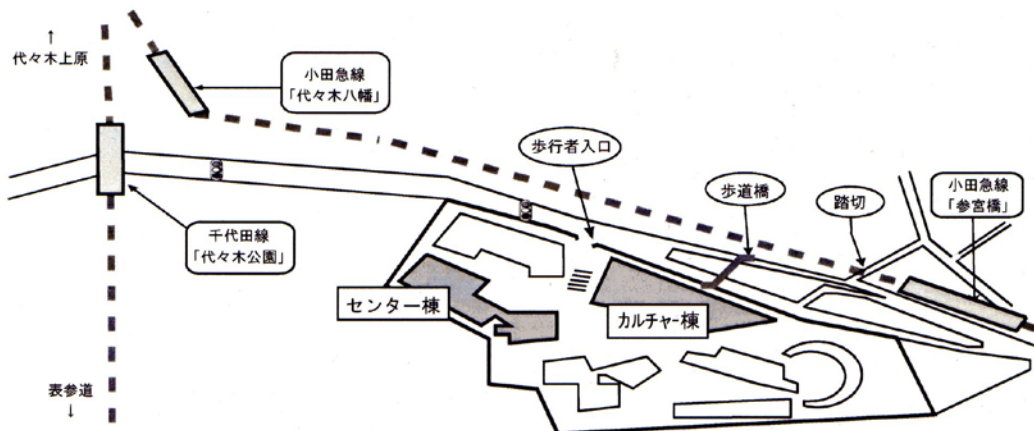 ↑
代々木上原
小田急線
「代々木八幡」
歩行者入口
歩道橋
踏切
小田急線
「参宮橋」
千代田線
「代々木公園」
センター棟
カルチャー棟
表参道
↓